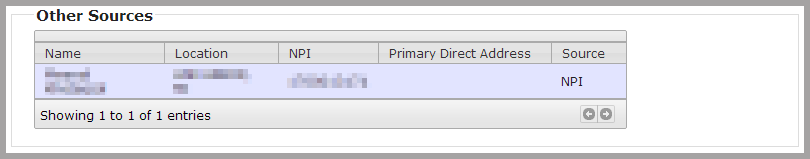 Other Sources
Name Location NPI Primary Direct Address Source
NPI
Showing 1 to 1 of 1 entries